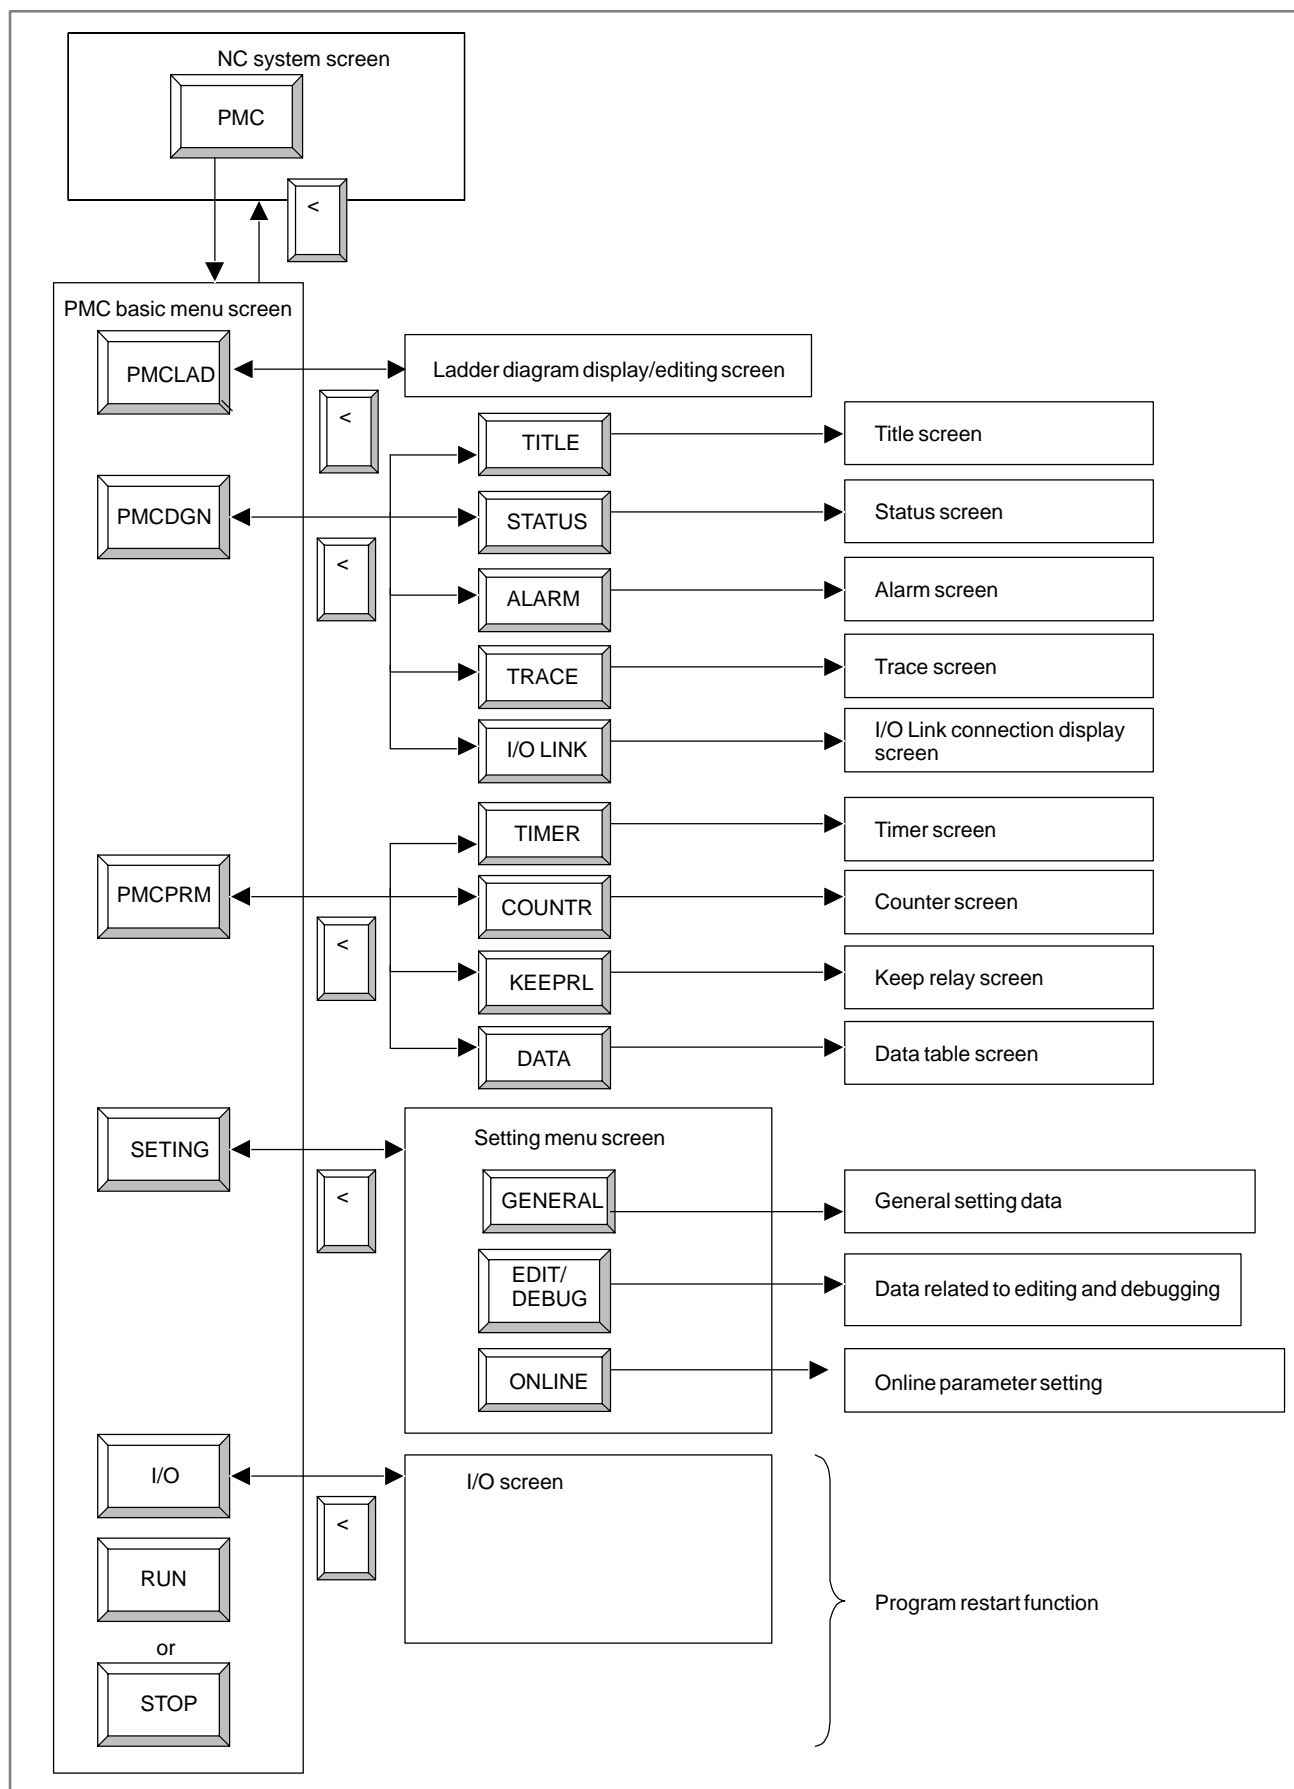 NC system screen
PMC
<
PMC basic menu screen
PMCLAD
Ladder diagram display/editing screen
<
TITLE
Title screen
PMCDGN
STATUS
Status screen
<
ALARM
Alarm screen
TRACE
Trace screen
I/O LINK
I/O Link connection display
screen
TIMER
Timer screen
PMCPRM
COUNTR
Counter screen
<
KEEPRL
Keep relay screen
DATA
Data table screen
SETING
Setting menu screen
<
GENERAL
General setting data
EDIT/
DEBUG
Data related to editing and debugging
ONLINE
Online parameter setting
I/O
I/O screen
<
RUN
Program restart function
or
STOP